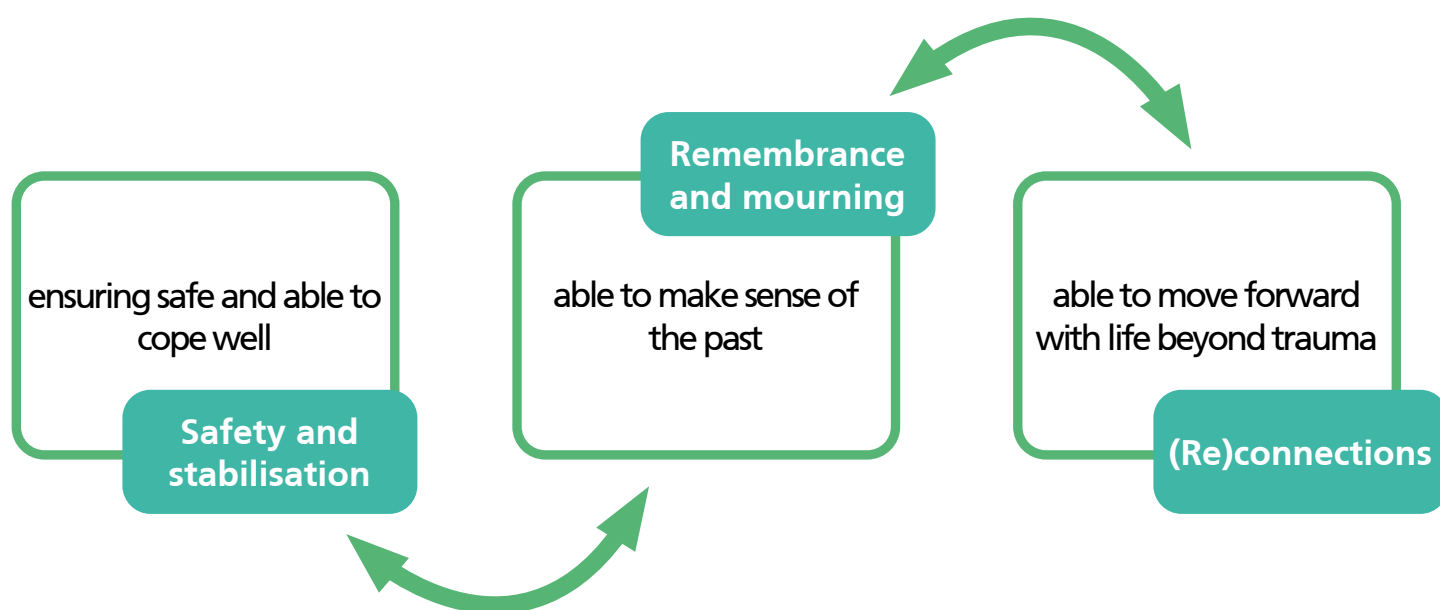 ensuring safe and able to
cope well
Safety and
stabilisation
Remembrance
and mourning
able to make sense of
the past
able to move forward
with life beyond trauma
(Re)connections